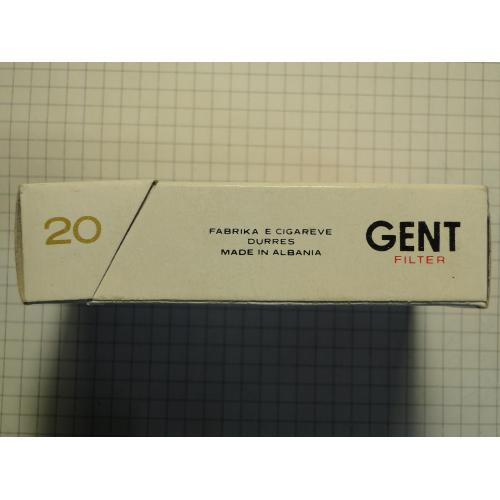 20
FABRIKA E CIGAREVE
DURRES
MADE IN ALBANIA
GENT
FILTER